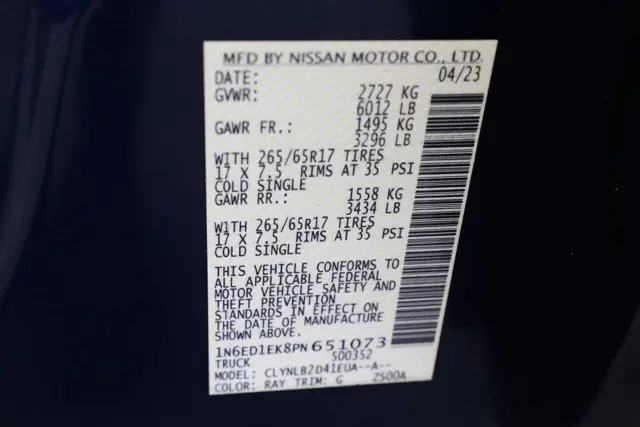 MFD BY NISSAN MOTOR CO., LTD.
DATE: 04/23
GVWR: 2727 KG
6012 LB
GAWR FR.: 1495 KG
3296 LB
WITH 265/65R17 TIRES
17 X 7.5 RIMS AT 35 PSI
COLD SINGLE
GAWR RR.: 1558 KG
3434 LB
WITH 265/65R17 TIRES
17 X 7.5 RIMS AT 35 PSI
COLD SINGLE
THIS VEHICLE CONFORMS TO
ALL APPLICABLE FEDERAL
MOTOR VEHICLE SAFETY AND
THEFT PREVENTION
STANDARDS IN EFFECT ON
THE DATE OF MANUFACTURE
SHOWN ABOVE.
1N6ED1EK8PN651073
TRUCK 500352
MODEL: CLYNLB2D41EUA--A--
COLOR: RAY TRIM: G Z500A